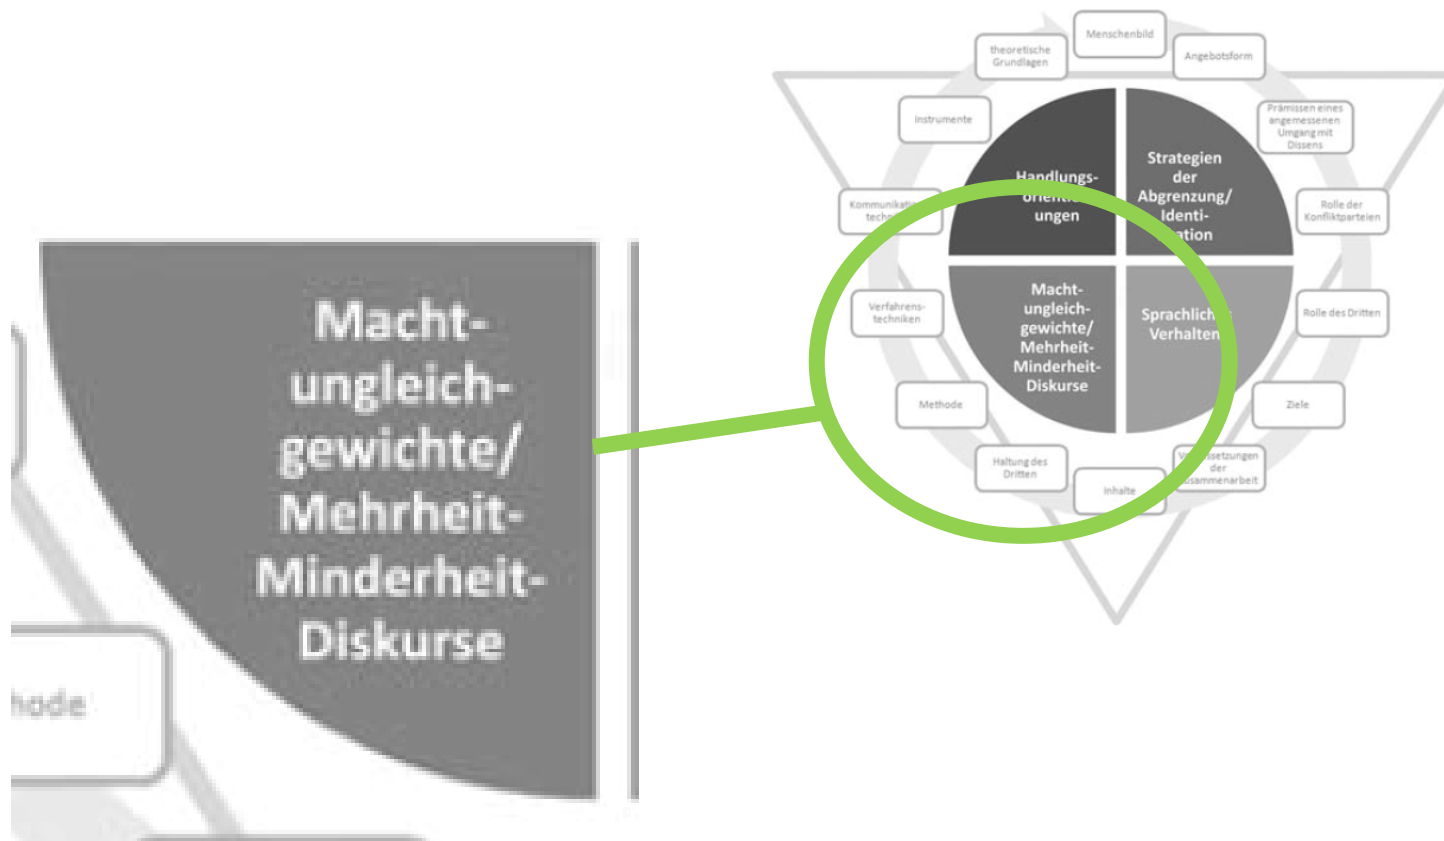 Macht-
ungleich-
gewichte/
Mehrheit-
Minderheit-
Diskurse
hode
Menschenbild
theoretische
Grundlagen
Angebotsform
Instrumente
Prämissen eines
angemessenen
Umgang mit
Dissens
Handlungs-
ungen
Strategien
der
Abgrenzung/
Identi-
Rolle der
Konfliktparteien
Verfahrens-
techniken
Macht-
ungleich-
gewichte/
Mehrheit-
Minderheit-
Diskurse
Sprachliches
Verhalten
Rolle des Dritten
Methode
Ziele
Haltung des
Dritten
Inhalte
der